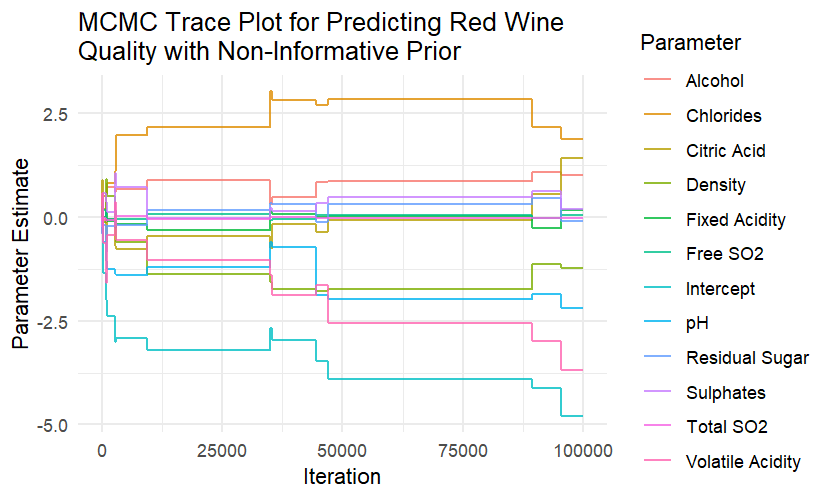 MCMC Trace Plot for Predicting Red Wine
Quality with Non-Informative Prior
Parameter
Alcohol
Chlorides
Citric Acid
Density
Fixed Acidity
Free SO2
Intercept
pH
Residual Sugar
Sulphates
Total SO2
Volatile Acidity
Parameter Estimate
2.5
0.0
-2.5
-5.0
0
25000
50000
75000
100000
Iteration